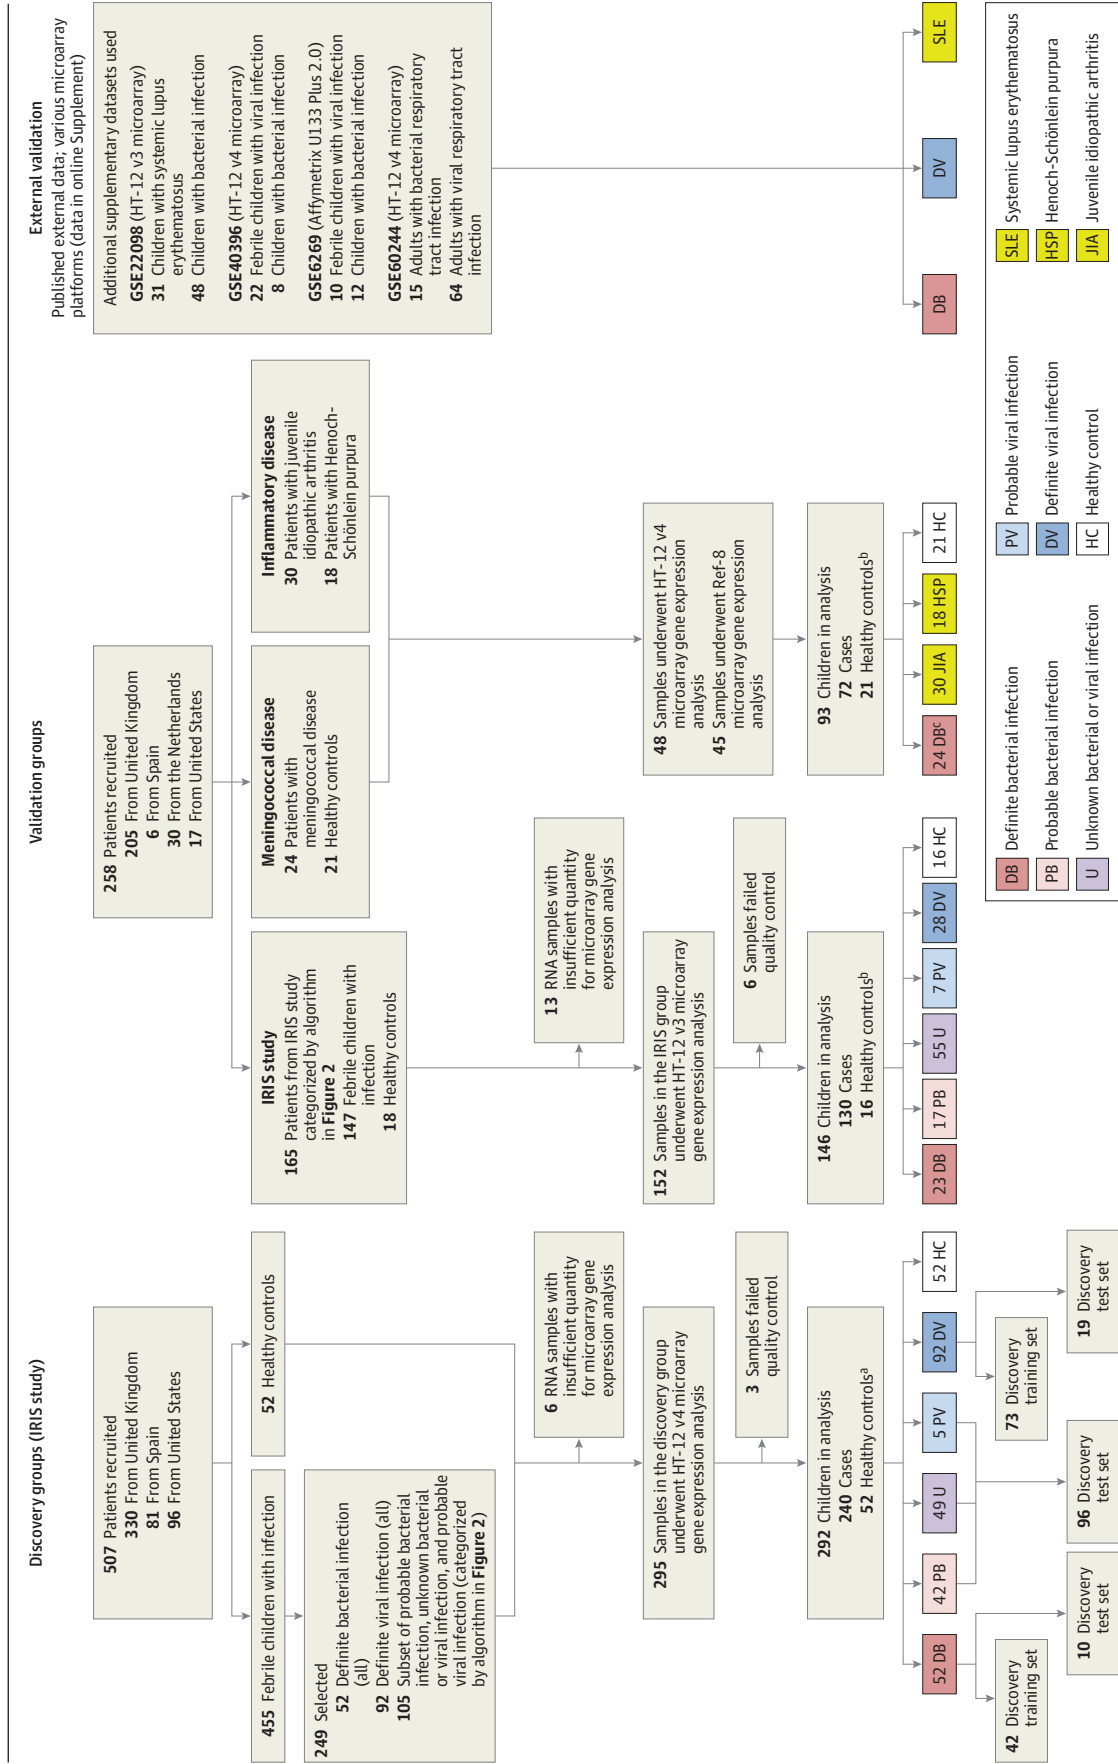 Discovery groups (IRIS study)
507 Patients recruited
330 From United Kingdom
81 From Spain
96 From United States
455 Febrile children with infection
52 Healthy controls
249 Selected
52 Definite bacterial infection
(all)
92 Definite viral infection (all)
105 Subset of probable bacterial
infection, unknown bacterial
or viral infection, and probable
viral infection (categorized
by algorithm in Figure 2)
6 RNA samples with
insufficient quantity
for microarray gene
expression analysis
295 Samples in the discovery group
underwent HT-12 v4 microarray
gene expression analysis
3 Samples failed
quality control
292 Children in analysis
240 Cases
52 Healthy controlsa
52 DB
42 PB
49 U
5 PV
92 DV
52 HC
42 Discovery
training set
10 Discovery
test set
96 Discovery
test set
73 Discovery
training set
19 Discovery
test set
Validation groups
258 Patients recruited
205 From United Kingdom
6 From Spain
30 From the Netherlands
17 From United States
IRIS study
165 Patients from IRIS study
categorized by algorithm
in Figure 2
147 Febrile children with
infection
18 Healthy controls
Meningococcal disease
24 Patients with
meningococcal disease
21 Healthy controls
Inflammatory disease
30 Patients with juvenile
idiopathic arthritis
18 Patients with Henoch-
Schönlein purpura
13 RNA samples with
insufficient quantity
for microarray gene
expression analysis
152 Samples in the IRIS group
underwent HT-12 v3 microarray
gene expression analysis
6 Samples failed
quality control
146 Children in analysis
130 Cases
16 Healthy controlsb
23 DB
17 PB
55 U
7 PV
28 DV
16 HC
48 Samples underwent HT-12 v4
microarray gene expression
analysis
45 Samples underwent Ref-8
microarray gene expression
analysis
93 Children in analysis
72 Cases
21 Healthy controlsb
24 DBc
30 JIA
18 HSP
21 HC
External validation
Published external data; various microarray
platforms (data in online Supplement)
Additional supplementary datasets used
GSE22098 (HT-12 v3 microarray)
31 Children with systemic lupus
erythematosus
48 Children with bacterial infection
GSE40396 (HT-12 v4 microarray)
22 Febrile children with viral infection
8 Children with bacterial infection
GSE6269 (Affymetrix U133 Plus 2.0)
10 Febrile children with viral infection
12 Children with bacterial infection
GSE60244 (HT-12 v4 microarray)
15 Adults with bacterial respiratory
tract infection
64 Adults with viral respiratory tract
infection
DB
DV
SLE
DB Definite bacterial infection
PB Probable bacterial infection
U Unknown bacterial or viral infection
PV Probable viral infection
DV Definite viral infection
HC Healthy control
SLE Systemic lupus erythematosus
HSP Henoch-Schönlein purpura
JIA Juvenile idiopathic arthritis